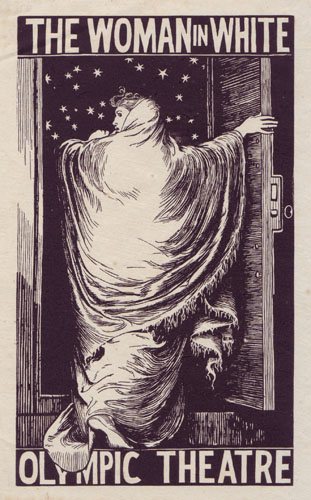 THE WOMAN IN WHITE
OLYMPIC THEATRE